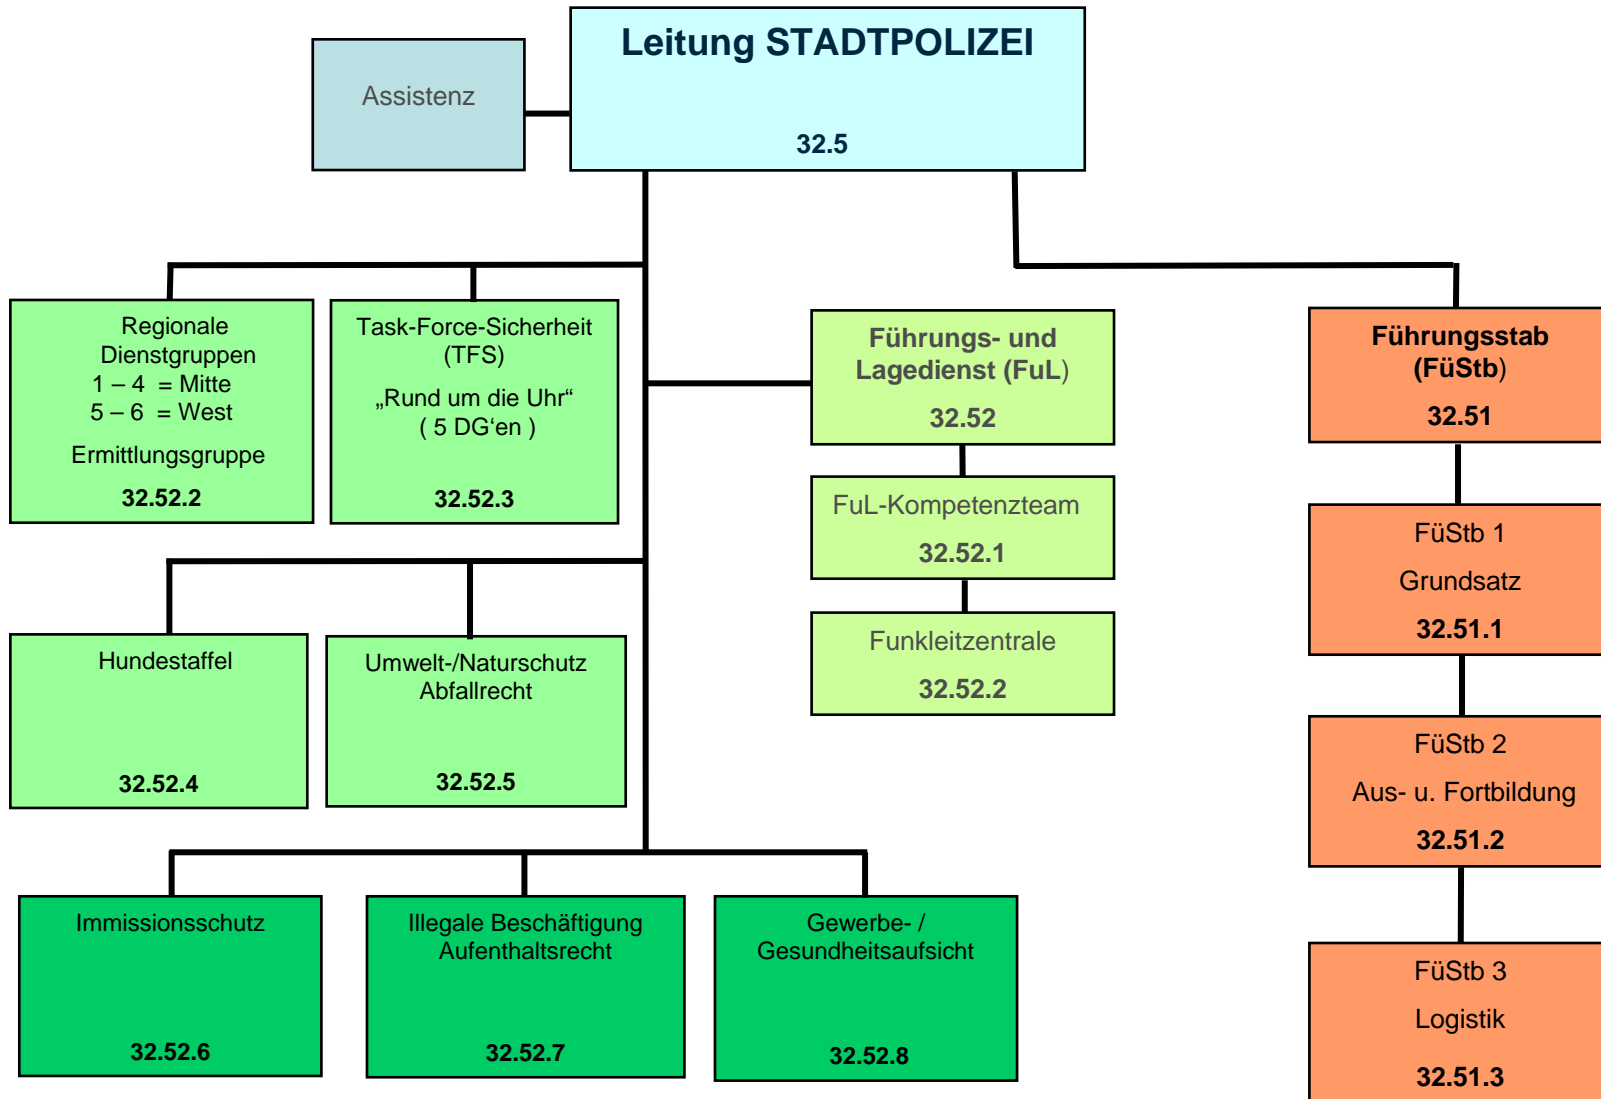 Leitung STADTPOLIZEI
32.5
Assistenz
Regionale
Dienstgruppen
1 – 4 = Mitte
5 – 6 = West
Ermittlungsgruppe
32.52.2
Task-Force-Sicherheit
(TFS)
„Rund um die Uhr“
( 5 DG‘en )
32.52.3
Führungs- und
Lagedienst (FuL)
32.52
Führungsstab
(FüStb)
32.51
FuL-Kompetenzteam
32.52.1
FüStb 1
Grundsatz
32.51.1
Funkleitzentrale
32.52.2
Hundestaffel
32.52.4
Umwelt-/Naturschutz
Abfallrecht
32.52.5
FüStb 2
Aus- u. Fortbildung
32.51.2
Immissionsschutz
32.52.6
Illegale Beschäftigung
Aufenthaltsrecht
32.52.7
Gewerbe- /
Gesundheitsaufsicht
32.52.8
FüStb 3
Logistik
32.51.3